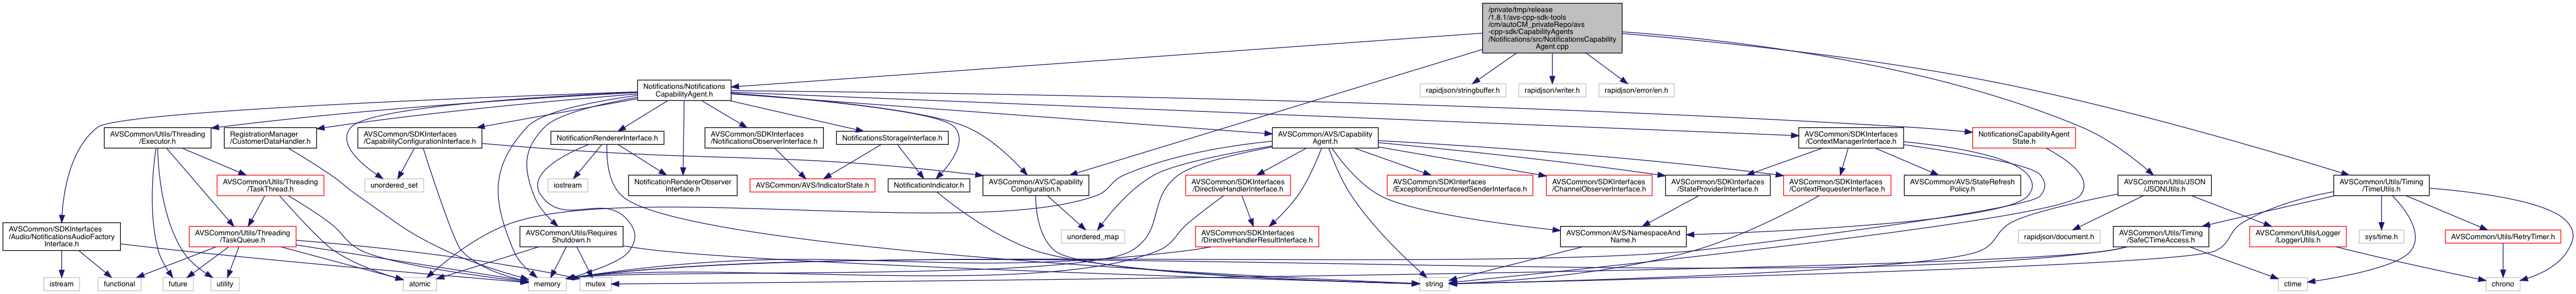 /private/tmp/release
/1.8.1/avs-cpp-sdk-tools
/cm/autoCM_privateRepo/avs
-cpp-sdk/CapabilityAgents
/Notifications/src/NotificationsCapability
Agent.cpp
Notifications/Notifications
CapabilityAgent.h
rapidjson/stringbuffer.h
rapidjson/writer.h
rapidjson/error/en.h
AVSCommon/Utils/Threading
/Executor.h
RegistrationManager
/CustomerDataHandler.h
AVSCommon/SDKInterfaces
/CapabilityConfigurationInterface.h
NotificationRendererInterface.h
AVSCommon/SDKInterfaces
/NotificationsObserverInterface.h
NotificationsStorageInterface.h
AVSCommon/AVS/Capability
Agent.h
AVSCommon/SDKInterfaces
/ContextManagerInterface.h
NotificationsCapabilityAgent
State.h
AVSCommon/Utils/Threading
/TaskThread.h
unordered_set
iostream
NotificationRendererObserver
Interface.h
AVSCommon/AVS/IndicatorState.h
NotificationIndicator.h
AVSCommon/AVS/Capability
Configuration.h
AVSCommon/SDKInterfaces
/DirectiveHandlerInterface.h
AVSCommon/SDKInterfaces
/ExceptionEncounteredSenderInterface.h
AVSCommon/SDKInterfaces
/ChannelObserverInterface.h
AVSCommon/SDKInterfaces
/StateProviderInterface.h
AVSCommon/SDKInterfaces
/ContextRequesterInterface.h
AVSCommon/AVS/StateRefresh
Policy.h
AVSCommon/Utils/JSON
/JSONUtils.h
AVSCommon/Utils/Timing
/TimeUtils.h
AVSCommon/SDKInterfaces
/Audio/NotificationsAudioFactory
Interface.h
AVSCommon/Utils/Threading
/TaskQueue.h
AVSCommon/Utils/Requires
Shutdown.h
unordered_map
AVSCommon/SDKInterfaces
/DirectiveHandlerResultInterface.h
AVSCommon/AVS/NamespaceAnd
Name.h
rapidjson/document.h
AVSCommon/Utils/Timing
/SafeCTimeAccess.h
AVSCommon/Utils/Logger
/LoggerUtils.h
sys/time.h
AVSCommon/Utils/RetryTimer.h
istream
functional
future
utility
atomic
memory
mutex
string
ctime
chrono